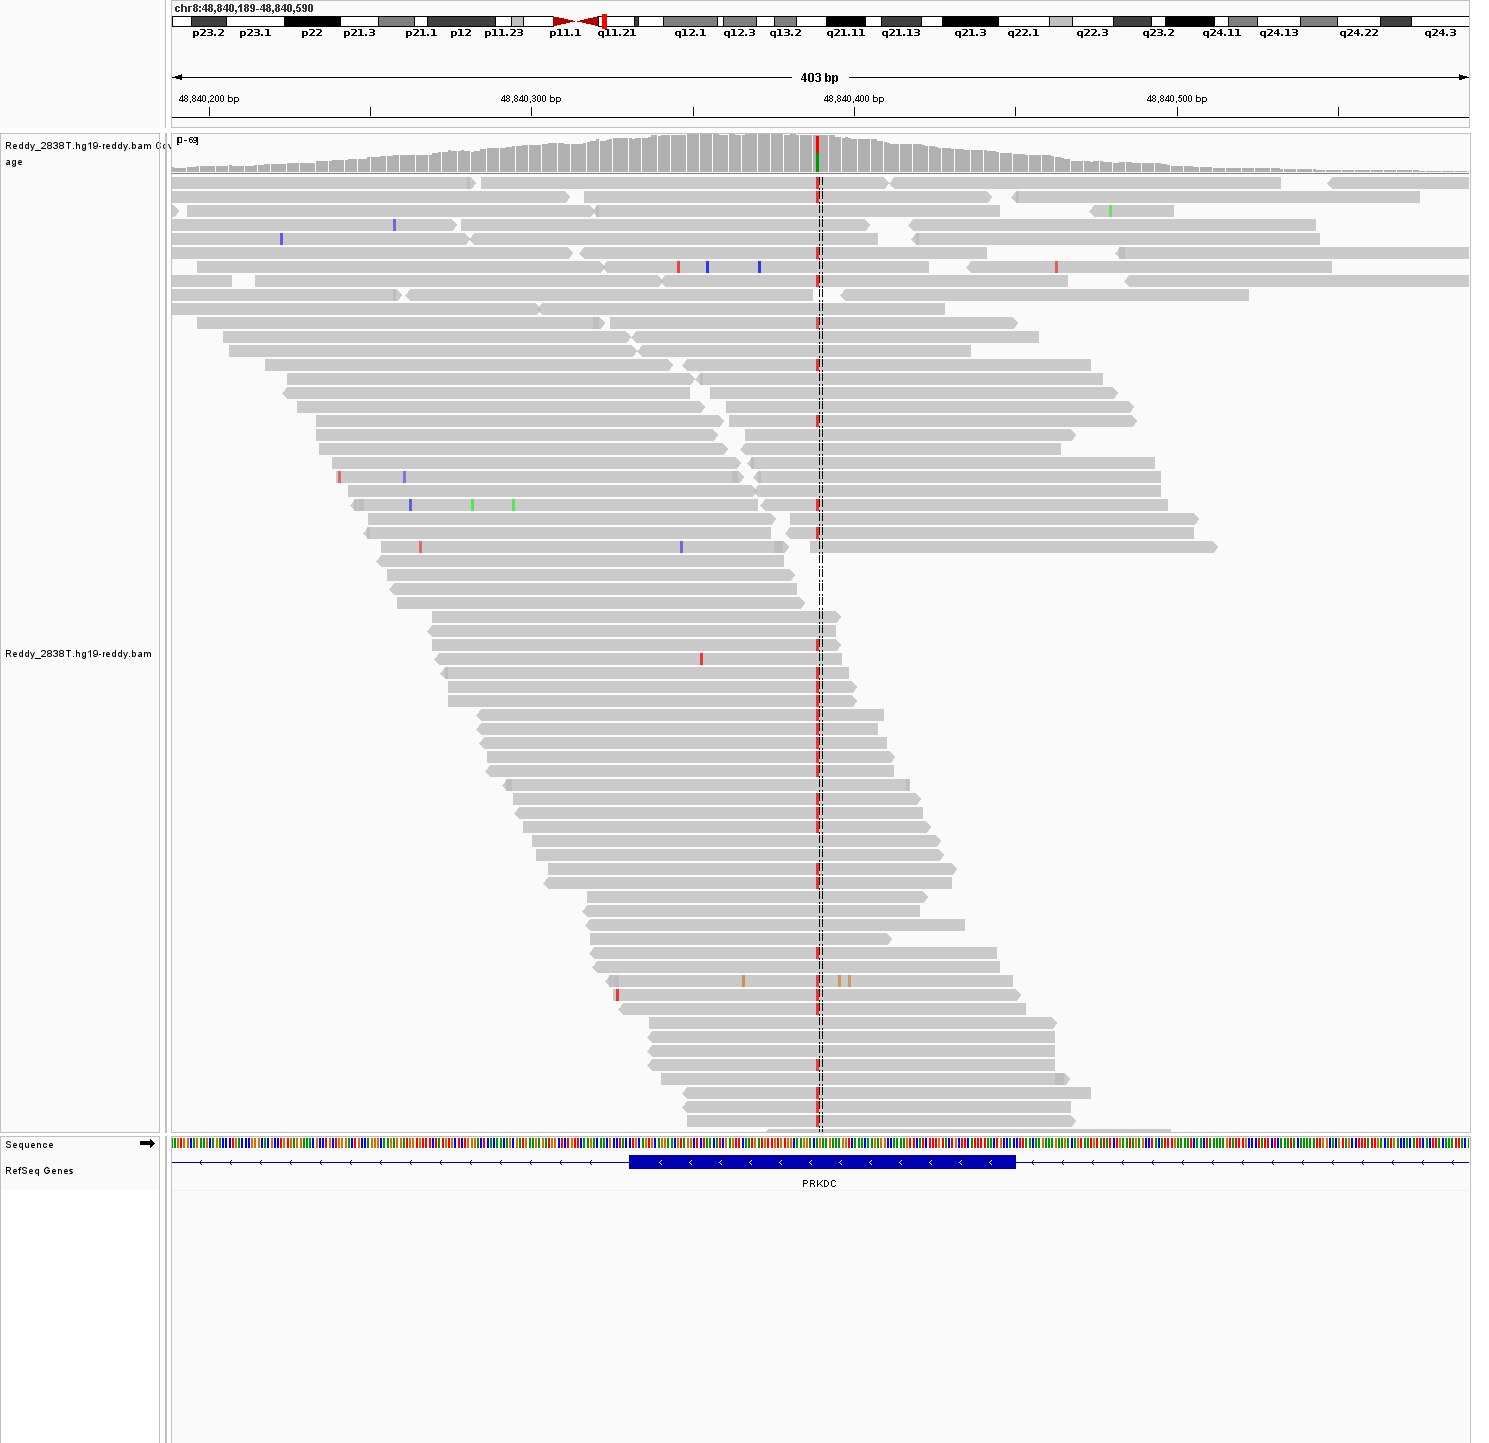 chr8:48,840,189-48,840,590
p23.2 p23.1 p22 p21.3 p21.1 p12 p11.23 p11.1 q11.21 q12.1 q12.3 q13.2 q21.11 q21.13 q21.3 q22.1 q22.3 q23.2 q24.11 q24.13 q24.22 q24.3
403 bp
48,840,200 bp 48,840,300 bp 48,840,400 bp 48,840,500 bp
Reddy_2838T.hg19-reddy.bam Cov
age
[0-69]
Reddy_2838T.hg19-reddy.bam
Sequence
RefSeq Genes
PRKDC